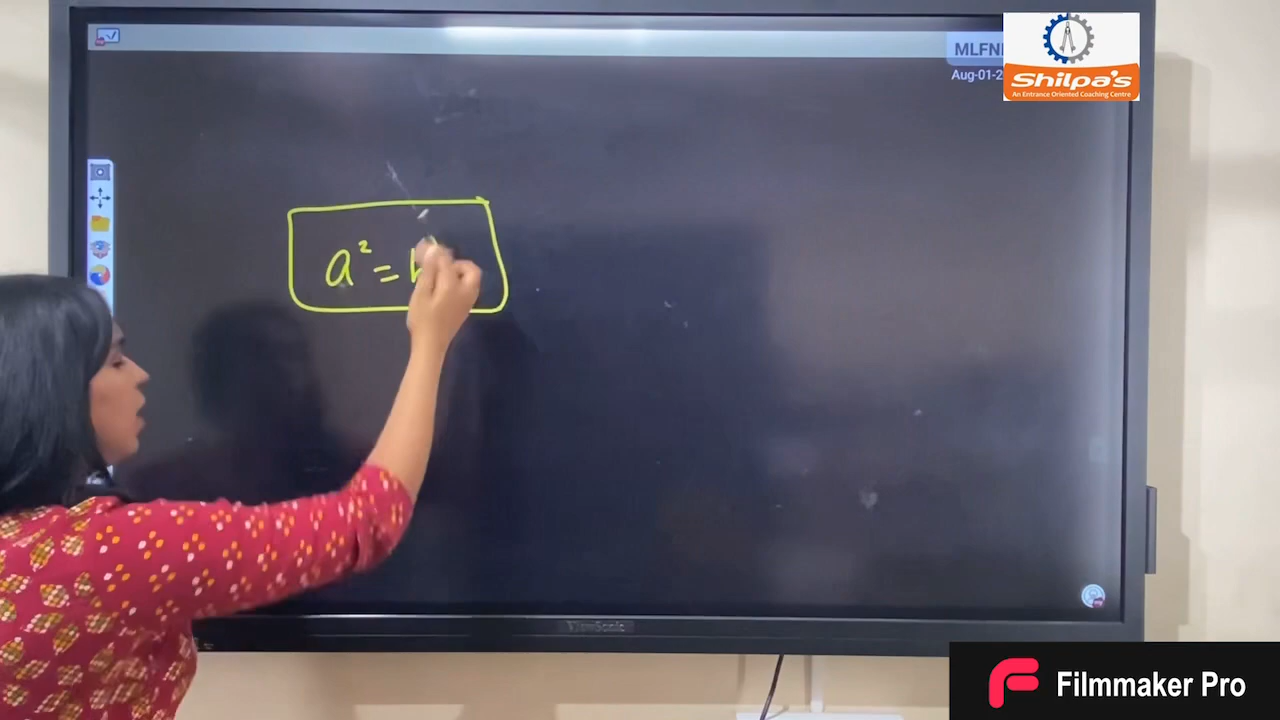 MLFN
Aug-01-2
Shilpa's
An Entrance Oriented Coaching Centre
a² =
ViewSonic
Filmmaker Pro